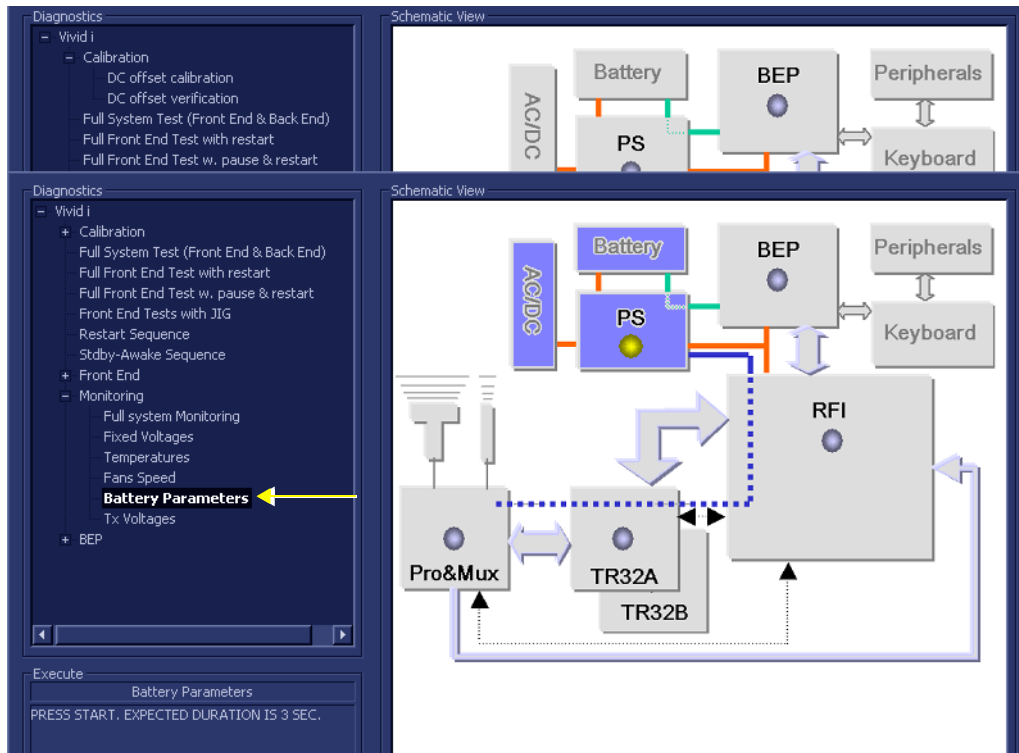 Diagnostics
Vivid i
Calibration
DC offset calibration
DC offset verification
Full System Test (Front End & Back End)
Full Front End Test with restart
Full Front End Test w. pause & restart
Schematic View
Battery
BEP
Peripherals
AC/DC
PS
Keyboard
Diagnostics
Vivid i
Calibration
Full System Test (Front End & Back End)
Full Front End Test with restart
Full Front End Test w. pause & restart
Front End Tests with JIG
Restart Sequence
Stdby-Awake Sequence
Front End
Monitoring
Full system Monitoring
Fixed Voltages
Temperatures
Fans Speed
Battery Parameters
Tx Voltages
BEP
Execute
Battery Parameters
PRESS START. EXPECTED DURATION IS 3 SEC.
Schematic View
Battery
BEP
Peripherals
AC/DC
PS
Keyboard
RFI
Pro&Mux
TR32A
TR32B